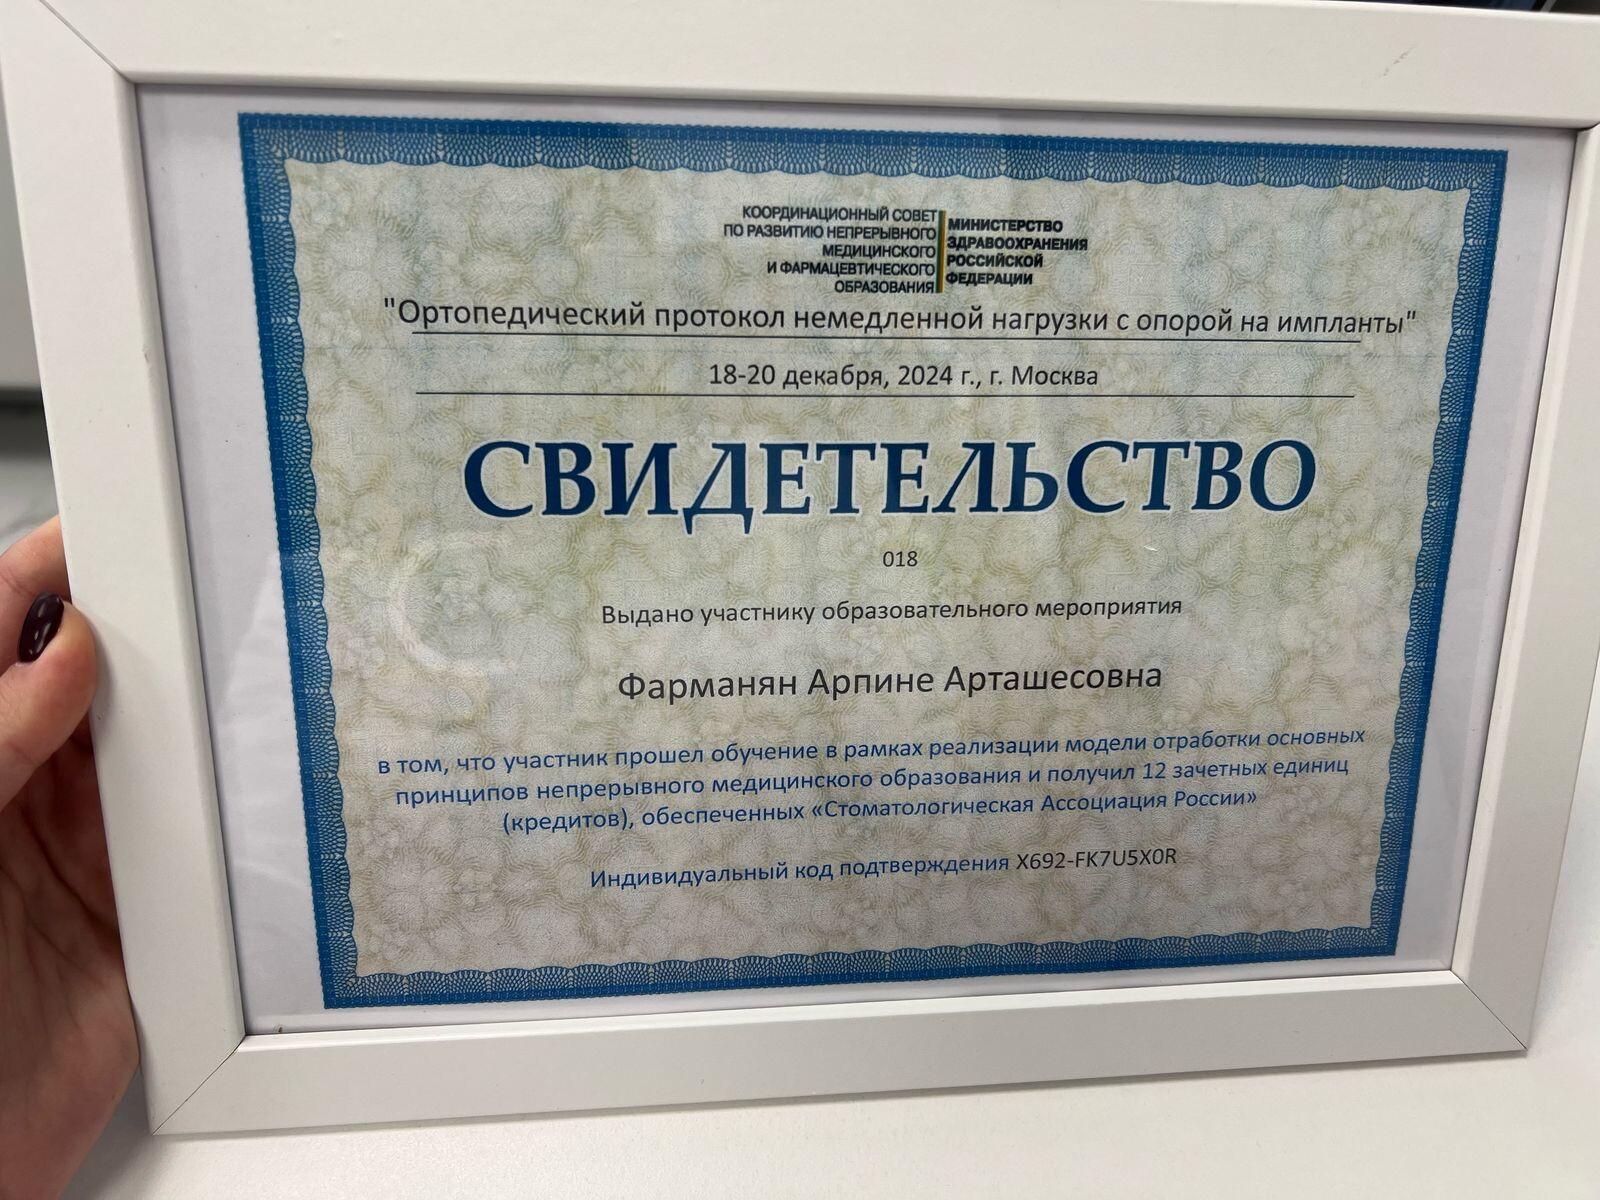 КООРДИНАЦИОННЫЙ СОВЕТ
ПО РАЗВИТИЮ НЕПРЕРЫВНОГО
МЕДИЦИНСКОГО
И ФАРМАЦЕВТИЧЕСКОГО
ОБРАЗОВАНИЯ
МИНИСТЕРСТВО
ЗДРАВООХРАНЕНИЯ
РОССИЙСКОЙ
ФЕДЕРАЦИИ
"Ортопедический протокол немедленной нагрузки с опорой на импланты"
18-20 декабря, 2024 г., г. Москва
СВИДЕТЕЛЬСТВО
018
Выдано участнику образовательного мероприятия
Фарманян Арпине Арташесовна
в том, что участник прошел обучение в рамках реализации модели отработки основных
принципов непрерывного медицинского образования и получил 12 зачетных единиц
(кредитов), обеспеченных «Стоматологическая Ассоциация России»
Индивидуальный код подтверждения X692-FK7U5X0R